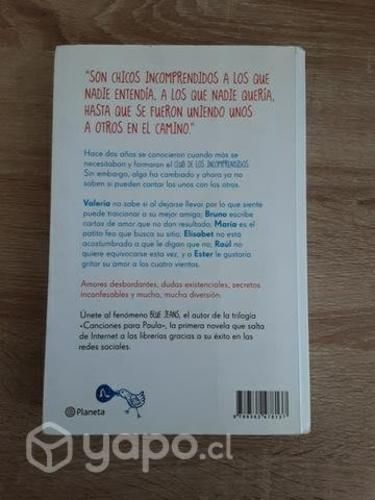 "SON CHICOS INCOMPRENDIDOS A LOS QUE
NADIE ENTENDÍA, A LOS QUE NADIE QUERÍA,
HASTA QUE SE FUERON UNIENDO UNOS
A OTROS EN EL CAMINO."
Hace dos años se conocieron cuando más se
necesitaban y formaron el CLUB DE LOS INCOMPRENDIDOS.
Sin embargo, algo ha cambiado y ahora ya no
saben si pueden contar los unos con los otros.
Valeria no sabe si al dejarse llevar por lo que siente
puede traicionar a su mejor amiga; Bruno escribe
cartas de amor que no dan resultado; María es el
patito feo que busca su sitio; Elísabet no está
acostumbrada a que le digan que no; Raúl no
quiere equivocarse esta vez, y a Ester le gustaría
gritar su amor a los cuatro vientos.
Amores desbordantes, dudas existenciales, secretos
inconfesables y mucha, mucha diversión.
Únete al fenómeno BLUE JEANS, el autor de la trilogía
«Canciones para Paula», la primera novela que salta
de Internet a las librerías gracias a su éxito en las
redes sociales.
Planeta
yapo.cl